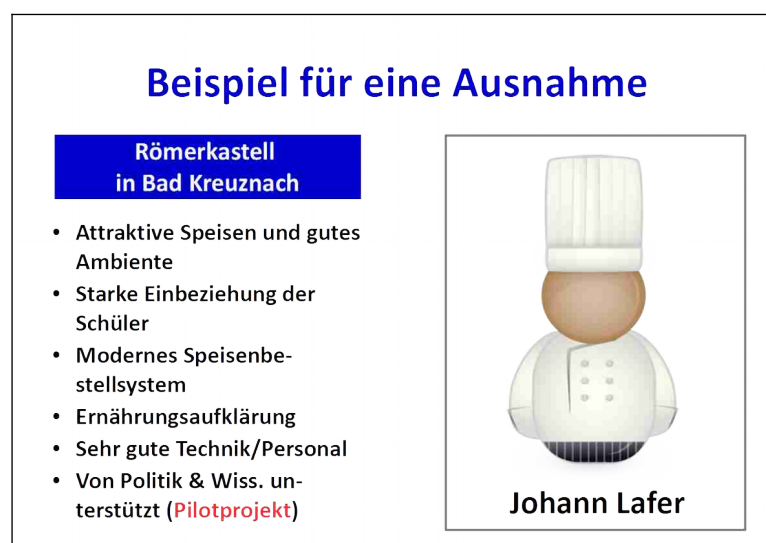 Beispiel für eine Ausnahme
Römerkastell
in Bad Kreuznach
• Attraktive Speisen und gutes
Ambiente
• Starke Einbeziehung der
Schüler
• Modernes Speisenbe-
stellsystem
• Ernährungsaufklärung
• Sehr gute Technik/Personal
• Von Politik & Wiss. un-
terstützt (Pilotprojekt)
Johann Lafer